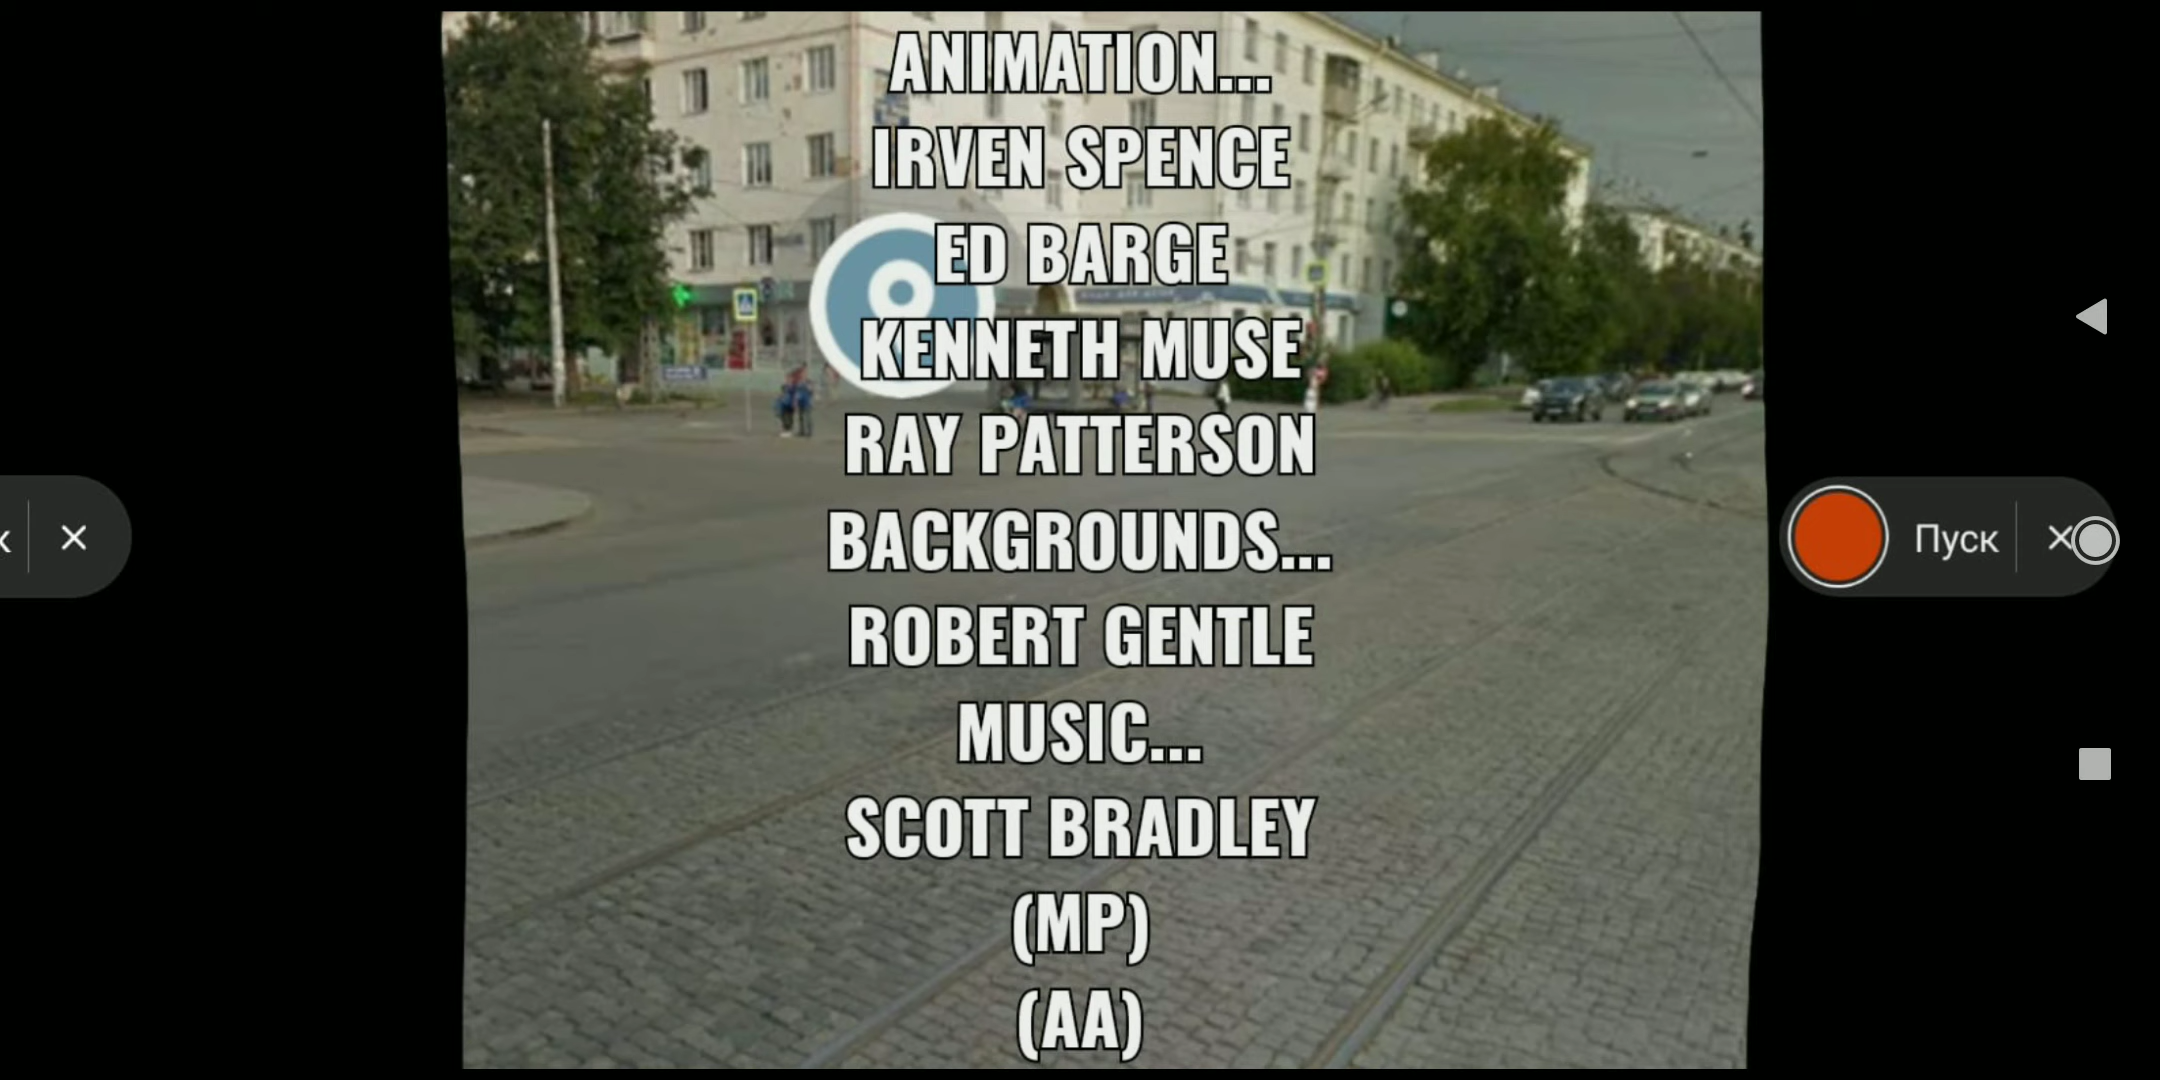 ANIMATION...
IRVEN SPENCE
ED BARGE
KENNETH MUSE
RAY PATTERSON
BACKGROUNDS...
ROBERT GENTLE
MUSIC...
SCOTT BRADLEY
(MP)
(AA)
Пуск